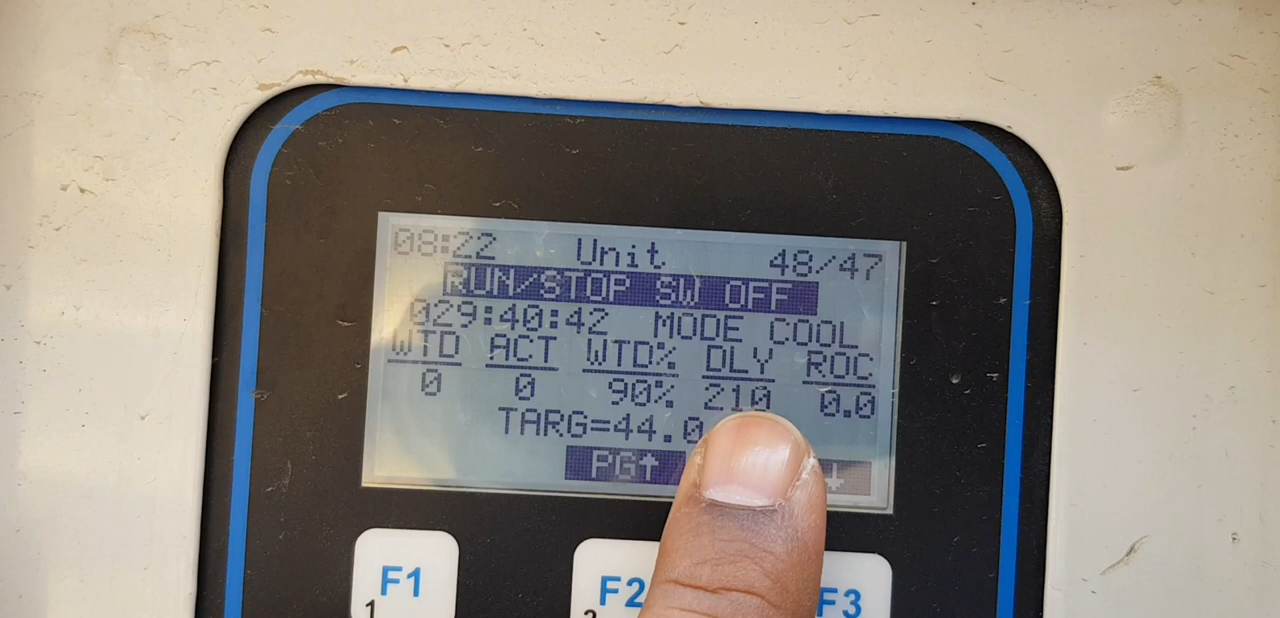 08:22 Unit 48/47
RUN/STOP SW OFF
029:40:42 MODE COOL
WTD ACT WTD% DLY ROC
0 0 90% 210 0.0
TARG=44.0
PG↑ ↓
F1 F2 F3
1 2